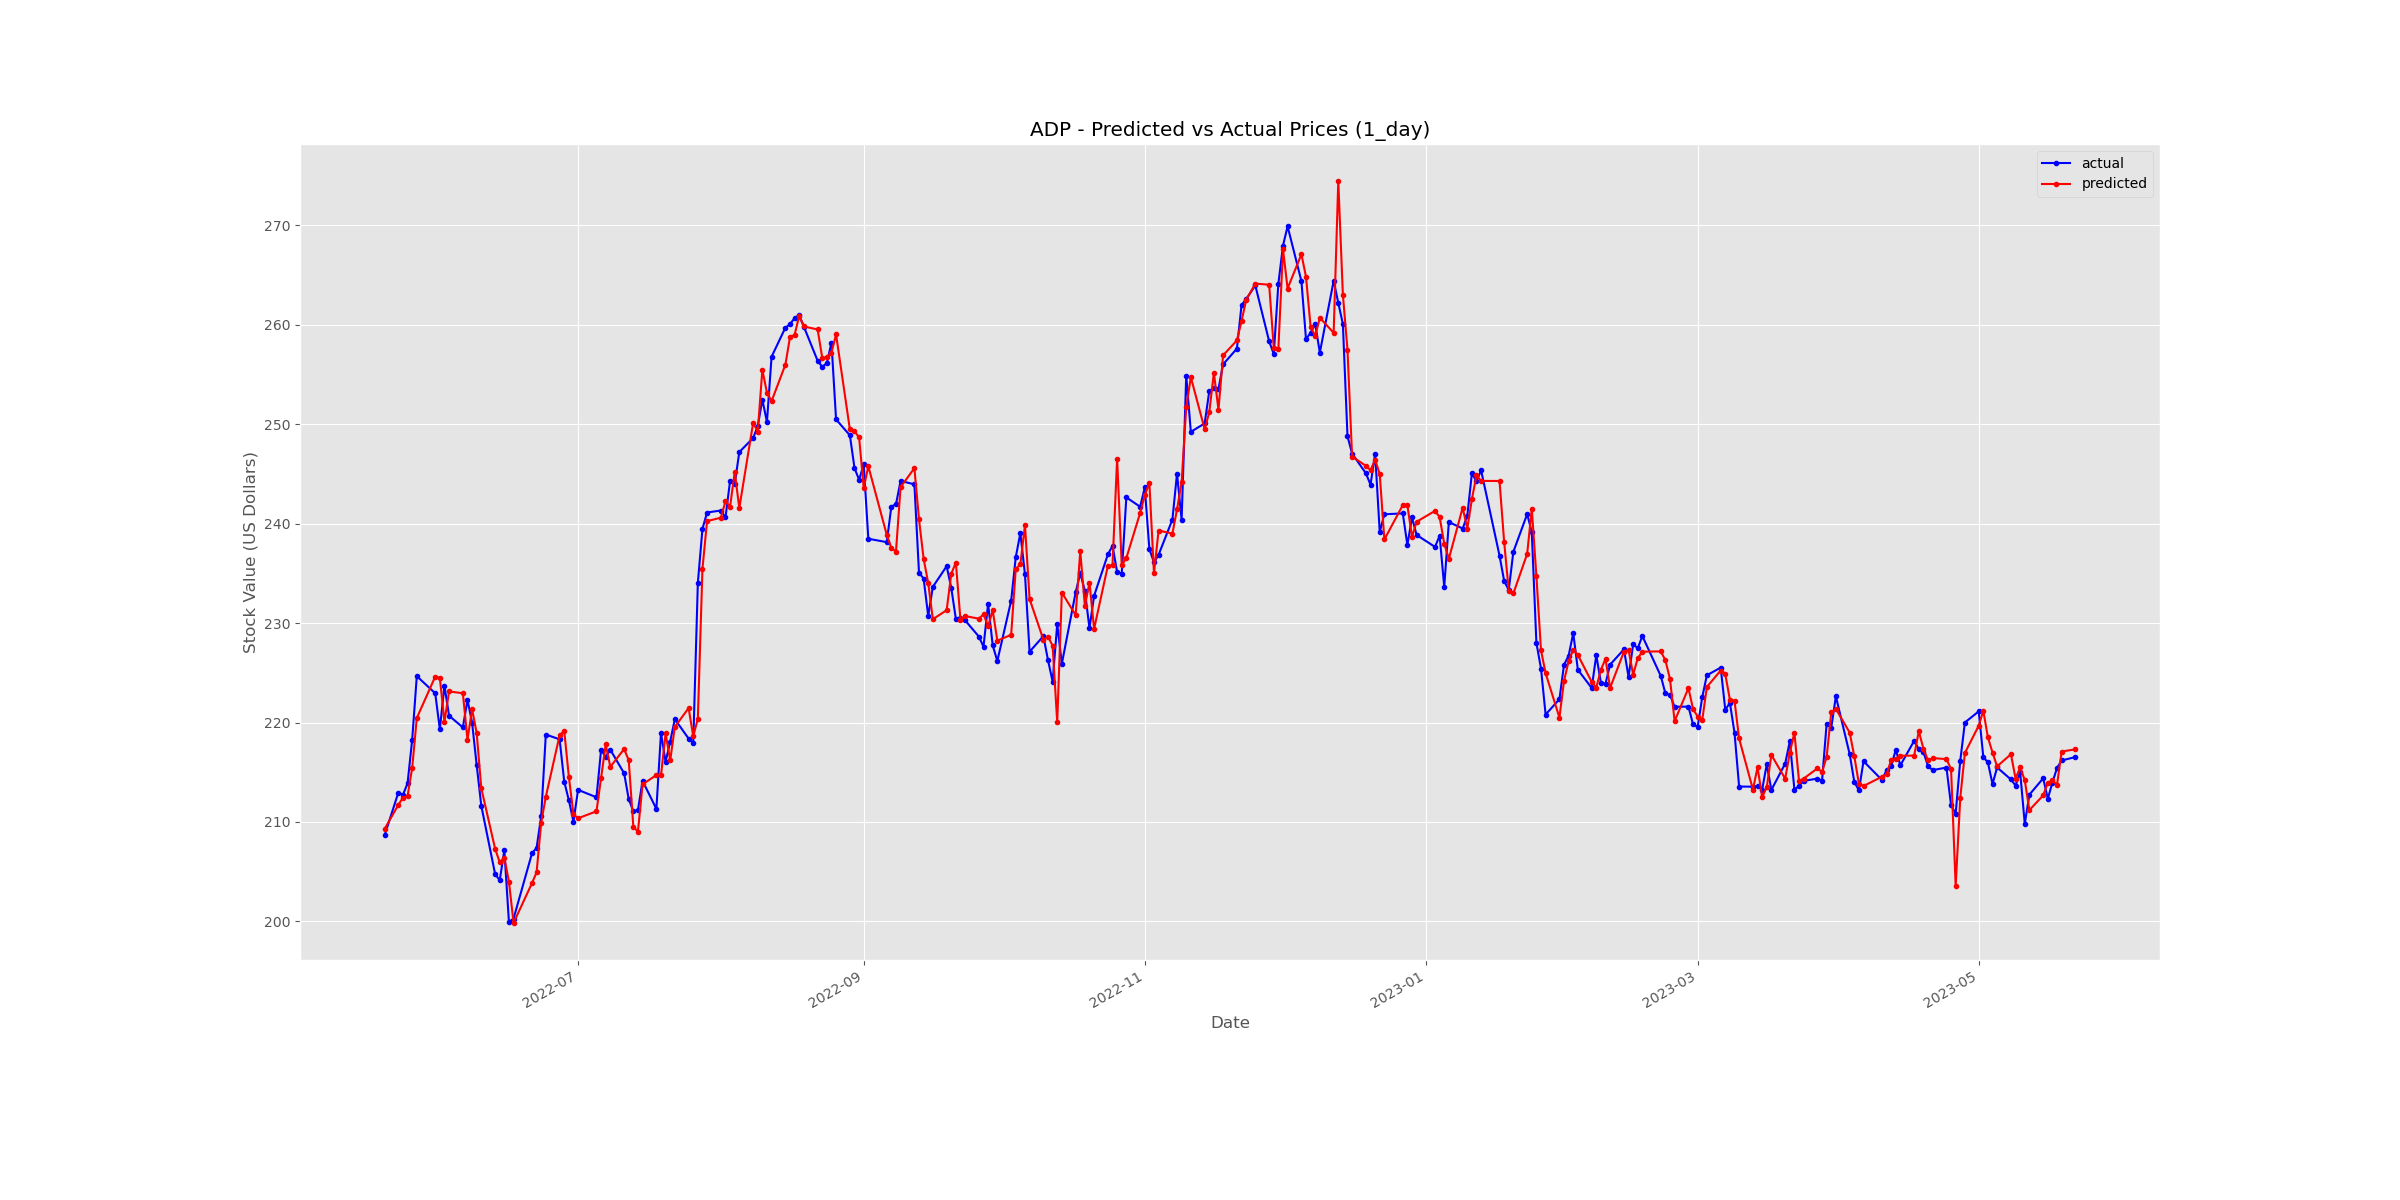 ADP - Predicted vs Actual Prices (1_day)
actual
predicted
270
260
250
240
230
220
210
200
Stock Value (US Dollars)
2022-07
2022-09
2022-11
2023-01
2023-03
2023-05
Date